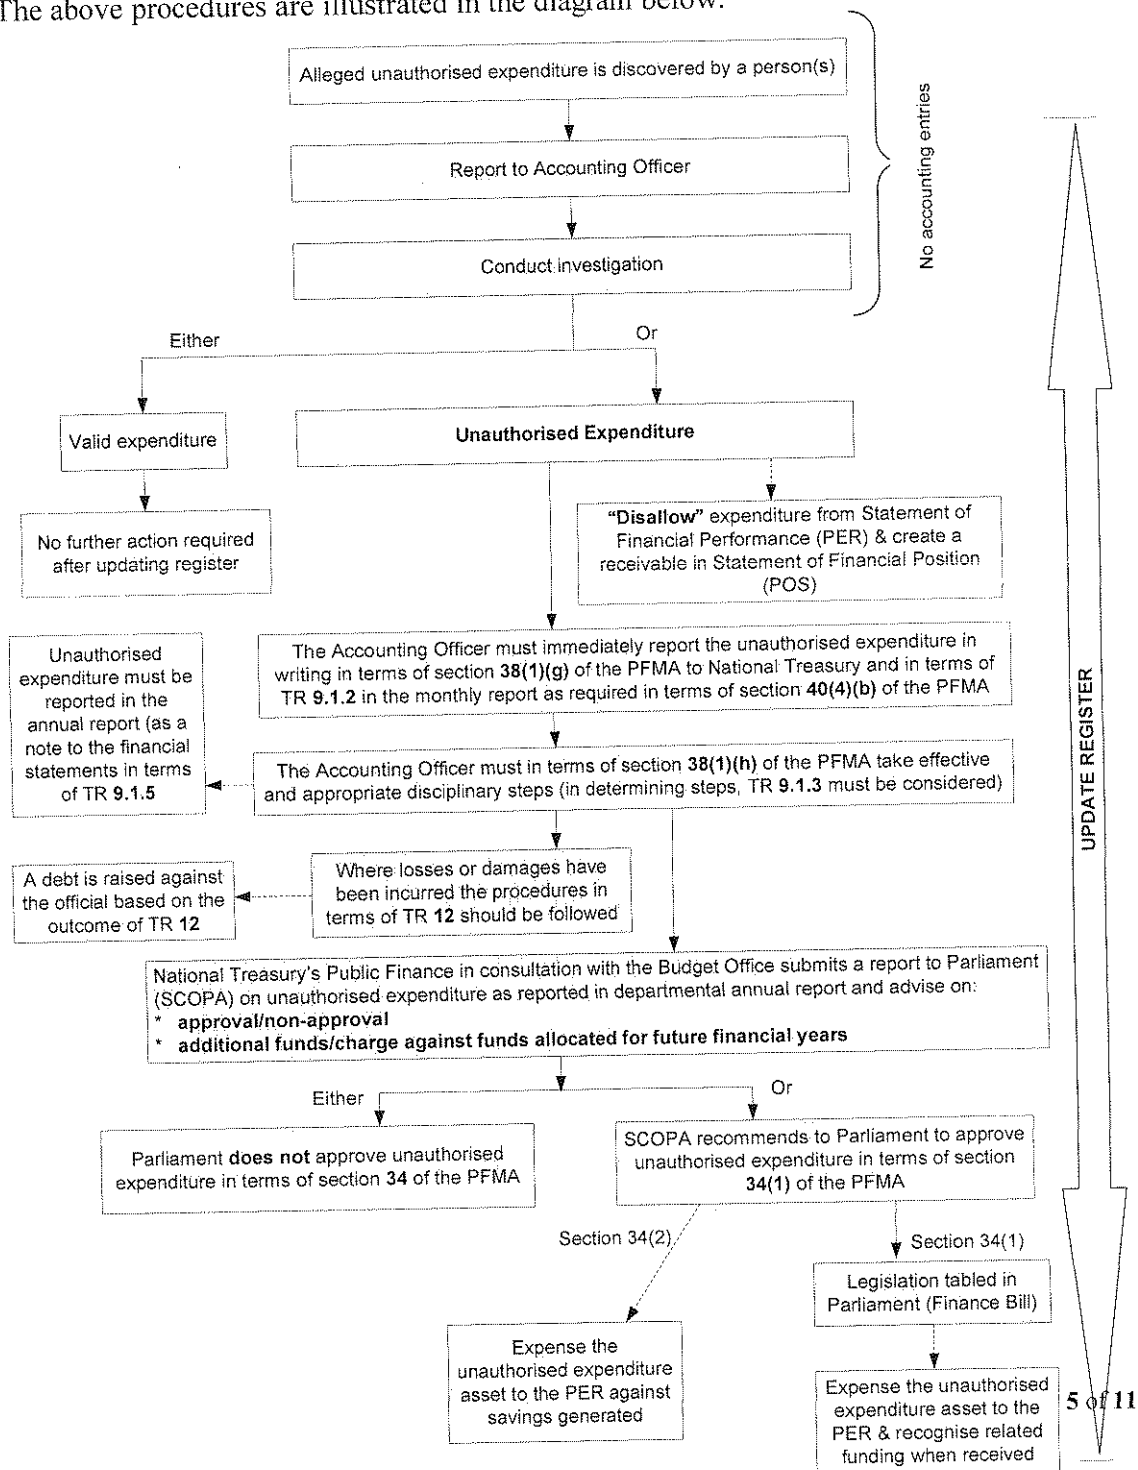 The above procedures are illustrated in the diagram below.
Alleged unauthorised expenditure is discovered by a person(s)
Report to Accounting Officer
Conduct investigation
No accounting entries
Either
Or
Valid expenditure
Unauthorised Expenditure
No further action required
after updating register
"Disallow" expenditure from Statement of
Financial Performance (PER) & create a
receivable in Statement of Financial Position
(POS)
Unauthorised
expenditure must be
reported in the
annual report (as a
note to the financial
statements in terms
of TR 9.1.5
The Accounting Officer must immediately report the unauthorised expenditure in
writing in terms of section 38(1)(g) of the PFMA to National Treasury and in terms of
TR 9.1.2 in the monthly report as required in terms of section 40(4)(b) of the PFMA
The Accounting Officer must in terms of section 38(1)(h) of the PFMA take effective
and appropriate disciplinary steps (in determining steps, TR 9.1.3 must be considered)
UPDATE REGISTER
A debt is raised against
the official based on the
outcome of TR 12
Where losses or damages have
been incurred the procedures in
terms of TR 12 should be followed
National Treasury's Public Finance in consultation with the Budget Office submits a report to Parliament
(SCOPA) on unauthorised expenditure as reported in departmental annual report and advise on:
* approval/non-approval
* additional funds/charge against funds allocated for future financial years
Either
Or
Parliament does not approve unauthorised
expenditure in terms of section 34 of the PFMA
SCOPA recommends to Parliament to approve
unauthorised expenditure in terms of section
34(1) of the PFMA
Section 34(2)
Section 34(1)
Legislation tabled in
Parliament (Finance Bill)
Expense the
unauthorised expenditure
asset to the PER against
savings generated
Expense the unauthorised
expenditure asset to the
PER & recognise related
funding when received
5 of 11